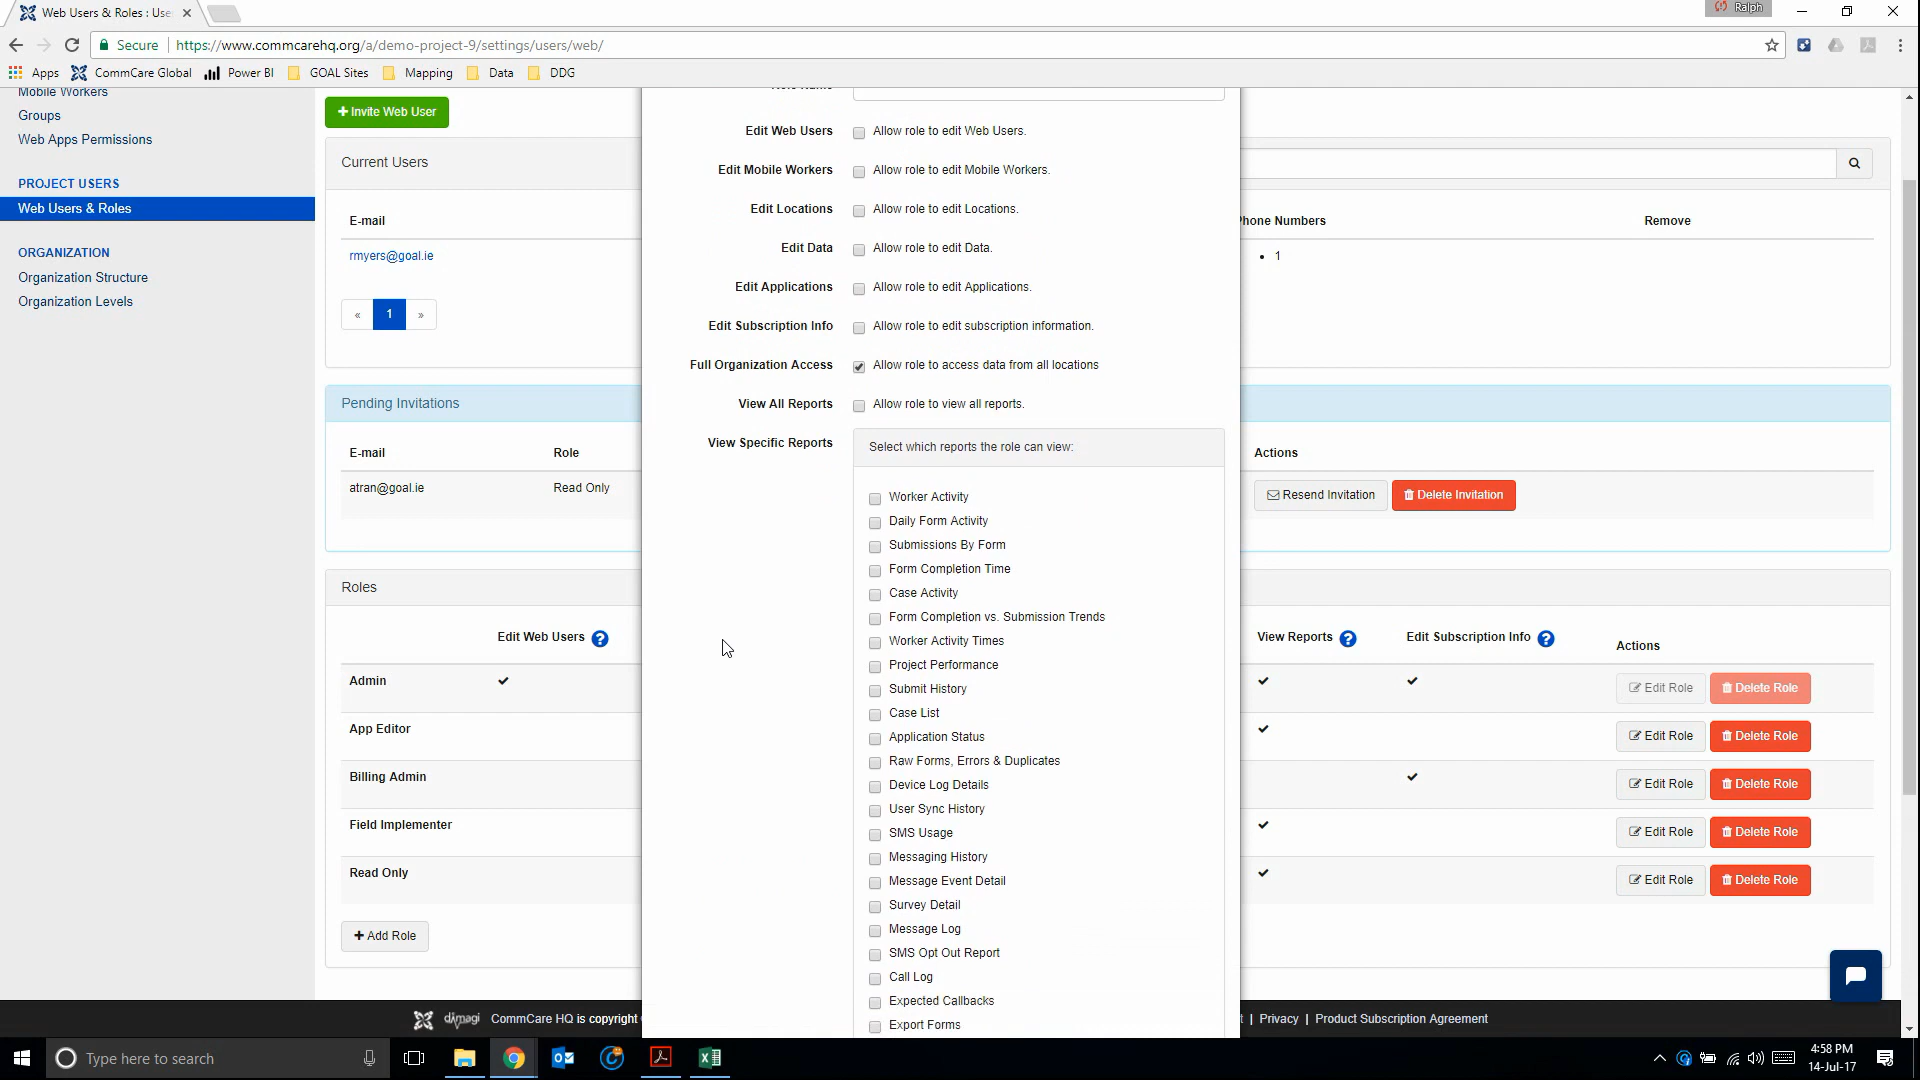 Web Users & Roles : Use
Ralph
Secure
https://www.commcarehq.org/a/demo-project-9/settings/users/web/
Apps
CommCare Global
Power BI
GOAL Sites
Mapping
Data
DDG
Mobile Workers
Groups
Web Apps Permissions
PROJECT USERS
Web Users & Roles
ORGANIZATION
Organization Structure
Organization Levels
Invite Web User
Current Users
E-mail
Phone Numbers
Remove
rmyers@goal.ie
1
« 1 »
Pending Invitations
E-mail
Role
Actions
atran@goal.ie
Read Only
Resend Invitation
Delete Invitation
Roles
Edit Web Users ?
View Reports ?
Edit Subscription Info ?
Actions
Admin
Edit Role
Delete Role
App Editor
Edit Role
Delete Role
Billing Admin
Edit Role
Delete Role
Field Implementer
Edit Role
Delete Role
Read Only
Edit Role
Delete Role
Add Role
Role Name
Edit Web Users
Allow role to edit Web Users.
Edit Mobile Workers
Allow role to edit Mobile Workers.
Edit Locations
Allow role to edit Locations.
Edit Data
Allow role to edit Data.
Edit Applications
Allow role to edit Applications.
Edit Subscription Info
Allow role to edit subscription information.
Full Organization Access
Allow role to access data from all locations
View All Reports
Allow role to view all reports.
View Specific Reports
Select which reports the role can view:
Worker Activity
Daily Form Activity
Submissions By Form
Form Completion Time
Case Activity
Form Completion vs. Submission Trends
Worker Activity Times
Project Performance
Submit History
Case List
Application Status
Raw Forms, Errors & Duplicates
Device Log Details
User Sync History
SMS Usage
Messaging History
Message Event Detail
Survey Detail
Message Log
SMS Opt Out Report
Call Log
Expected Callbacks
Export Forms
dimagi
CommCare HQ is copyright
t | Privacy | Product Subscription Agreement
Type here to search
4:58 PM
14-Jul-17